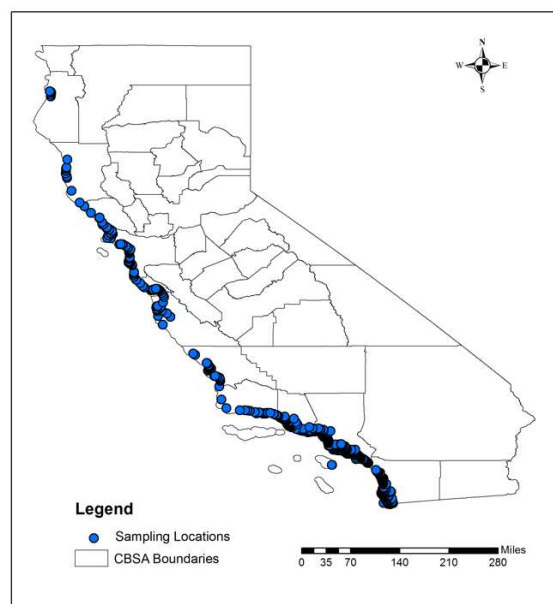 N
W E
S
Legend
Sampling Locations
CBSA Boundaries
Miles
0 35 70 140 210 280